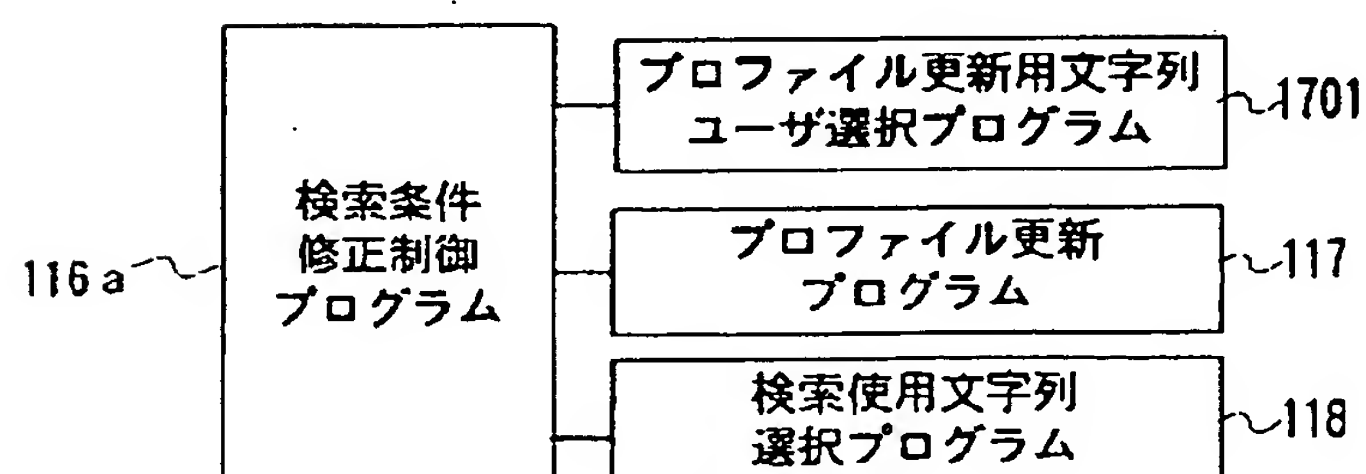 プロファイル更新用文字列
ユーザ選択プログラム
1701
検索条件
修正制御
プログラム
116a
プロファイル更新
プログラム
117
検索使用文字列
選択プログラム
118